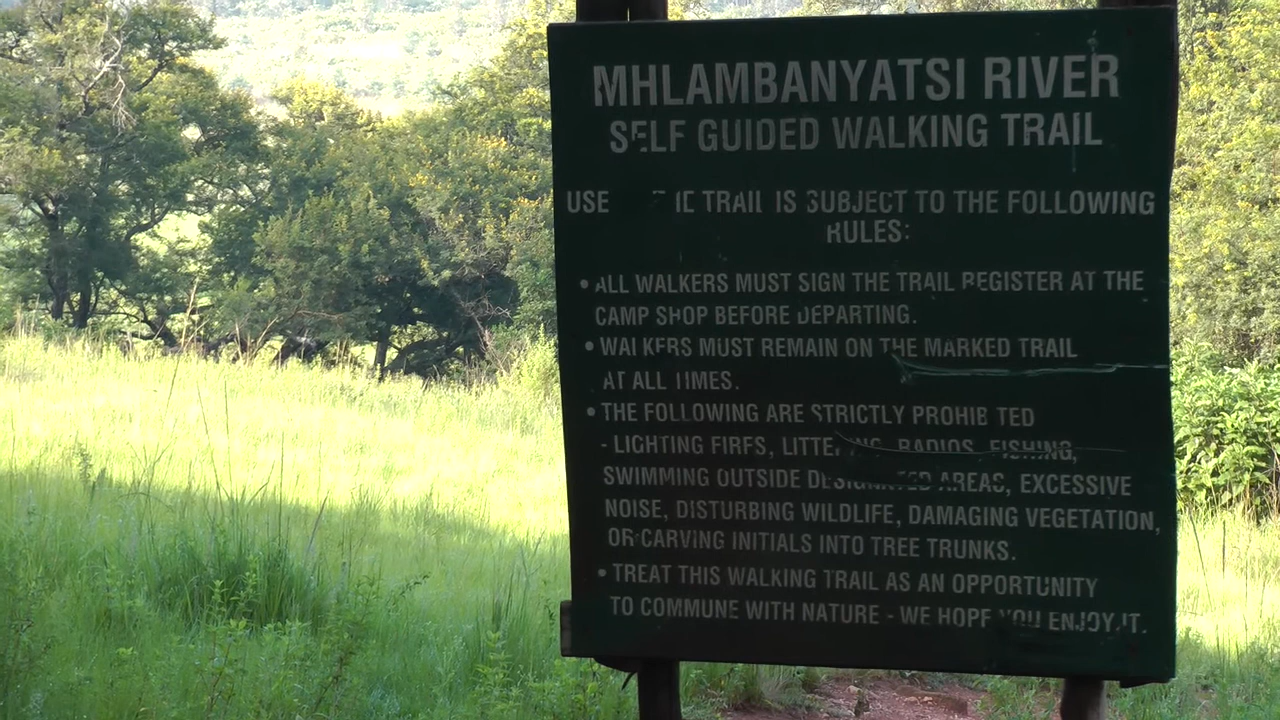 MHLAMBANYATSI RIVER
SELF GUIDED WALKING TRAIL
USE THE TRAIL IS SUBJECT TO THE FOLLOWING
RULES:
• ALL WALKERS MUST SIGN THE TRAIL REGISTER AT THE
CAMP SHOP BEFORE DEPARTING.
• WALKERS MUST REMAIN ON THE MARKED TRAIL
AT ALL TIMES.
• THE FOLLOWING ARE STRICTLY PROHIBITED
- LIGHTING FIRES, LITTERING, RADIOS, FISHING,
SWIMMING OUTSIDE DESIGNATED AREAS, EXCESSIVE
NOISE, DISTURBING WILDLIFE, DAMAGING VEGETATION,
OR CARVING INITIALS INTO TREE TRUNKS.
• TREAT THIS WALKING TRAIL AS AN OPPORTUNITY
TO COMMUNE WITH NATURE - WE HOPE YOU ENJOY IT.